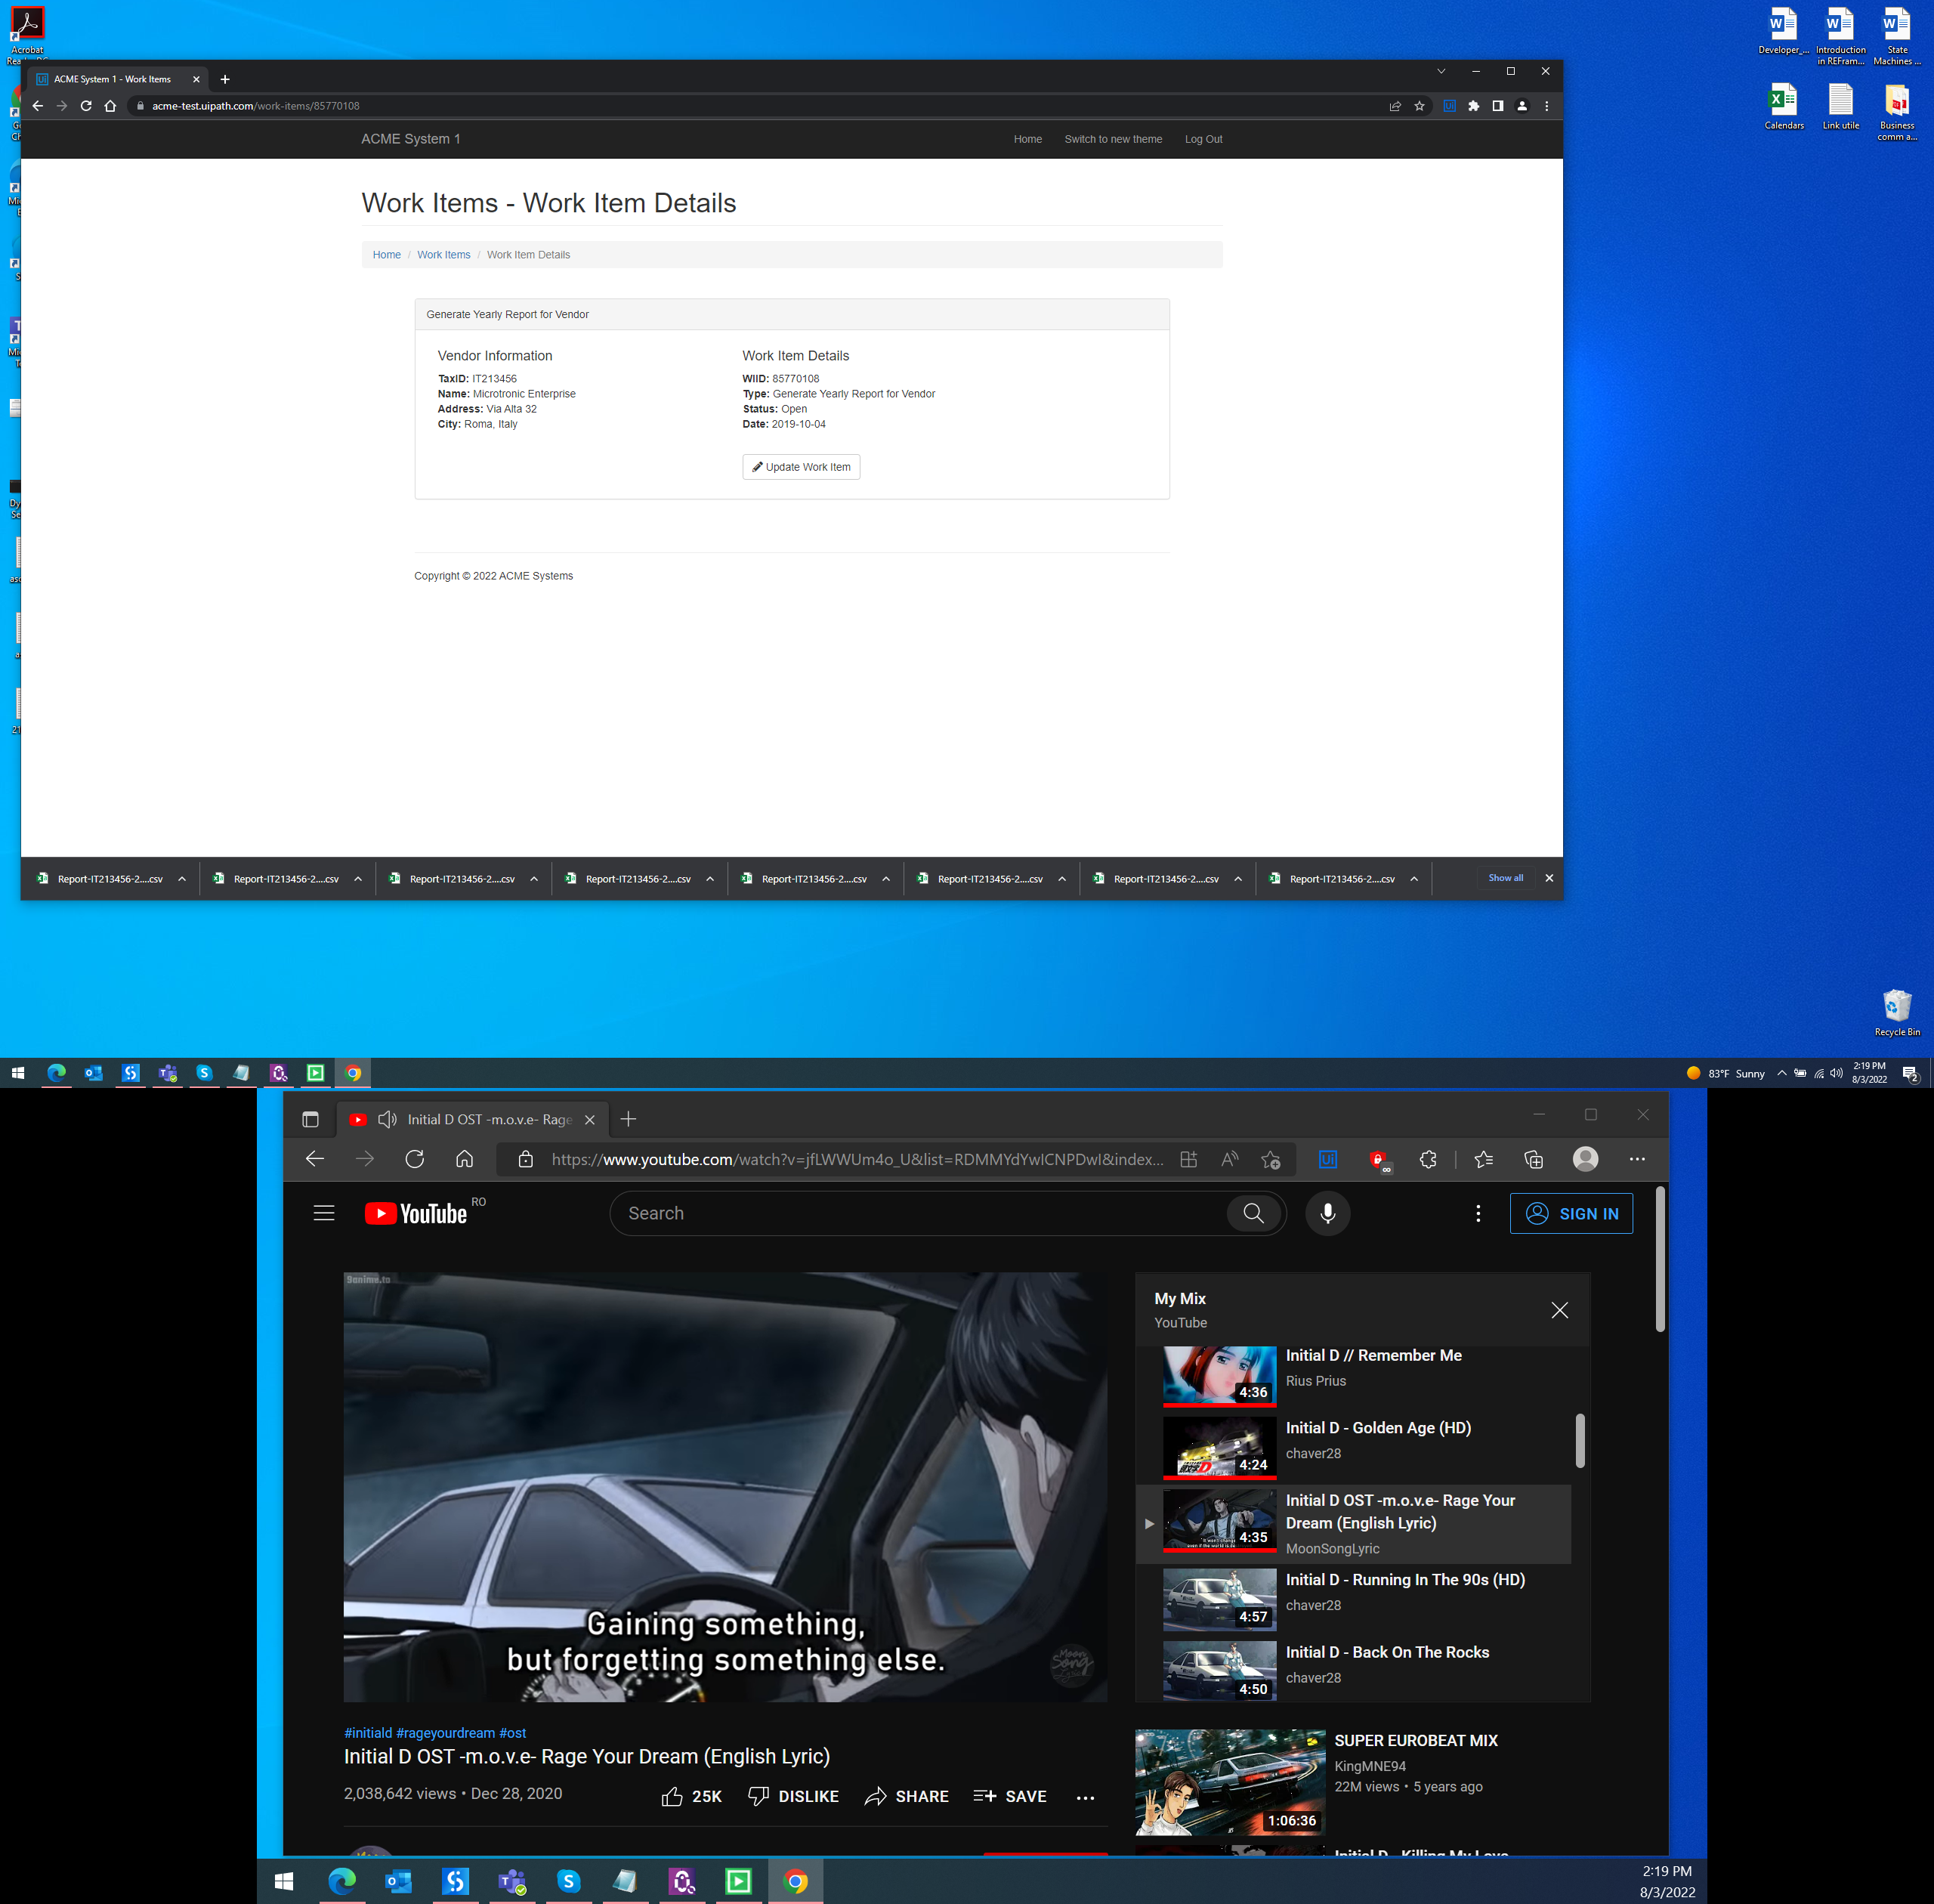 Acrobat
ACME System 1 - Work Items
acme-test.uipath.com/work-items/85770108
ACME System 1
Home
Switch to new theme
Log Out
Work Items - Work Item Details
Home / Work Items / Work Item Details
Generate Yearly Report for Vendor
Vendor Information
TaxID: IT213456
Name: Microtronic Enterprise
Address: Via Alta 32
City: Roma, Italy
Work Item Details
WIID: 85770108
Type: Generate Yearly Report for Vendor
Status: Open
Date: 2019-10-04
Update Work Item
Copyright © 2022 ACME Systems
Report-IT213456-2....csv
Report-IT213456-2....csv
Report-IT213456-2....csv
Report-IT213456-2....csv
Report-IT213456-2....csv
Report-IT213456-2....csv
Report-IT213456-2....csv
Report-IT213456-2....csv
Show all
Developer_...
Introduction
in REFram...
State
Machines ...
Calendars
Link utile
Business
comm a...
Recycle Bin
83°F Sunny
2:19 PM
8/3/2022
2
Initial D OST -m.o.v.e- Rage
https://www.youtube.com/watch?v=jfLWWUm4o_U&list=RDMMYdYwICNPDwI&index...
YouTube
RO
Search
SIGN IN
9anime.to
Gaining something,
but forgetting something else.
Moon
Song
My Mix
YouTube
Initial D // Remember Me
Rius Prius
4:36
Initial D - Golden Age (HD)
chaver28
4:24
Initial D OST -m.o.v.e- Rage Your
Dream (English Lyric)
MoonSongLyric
4:35
Initial D - Running In The 90s (HD)
chaver28
4:57
Initial D - Back On The Rocks
chaver28
4:50
#initiald #rageyourdream #ost
Initial D OST -m.o.v.e- Rage Your Dream (English Lyric)
2,038,642 views • Dec 28, 2020
25K
DISLIKE
SHARE
SAVE
SUPER EUROBEAT MIX
KingMNE94
22M views • 5 years ago
1:06:36
Initial D - Killing My Love
2:19 PM
8/3/2022